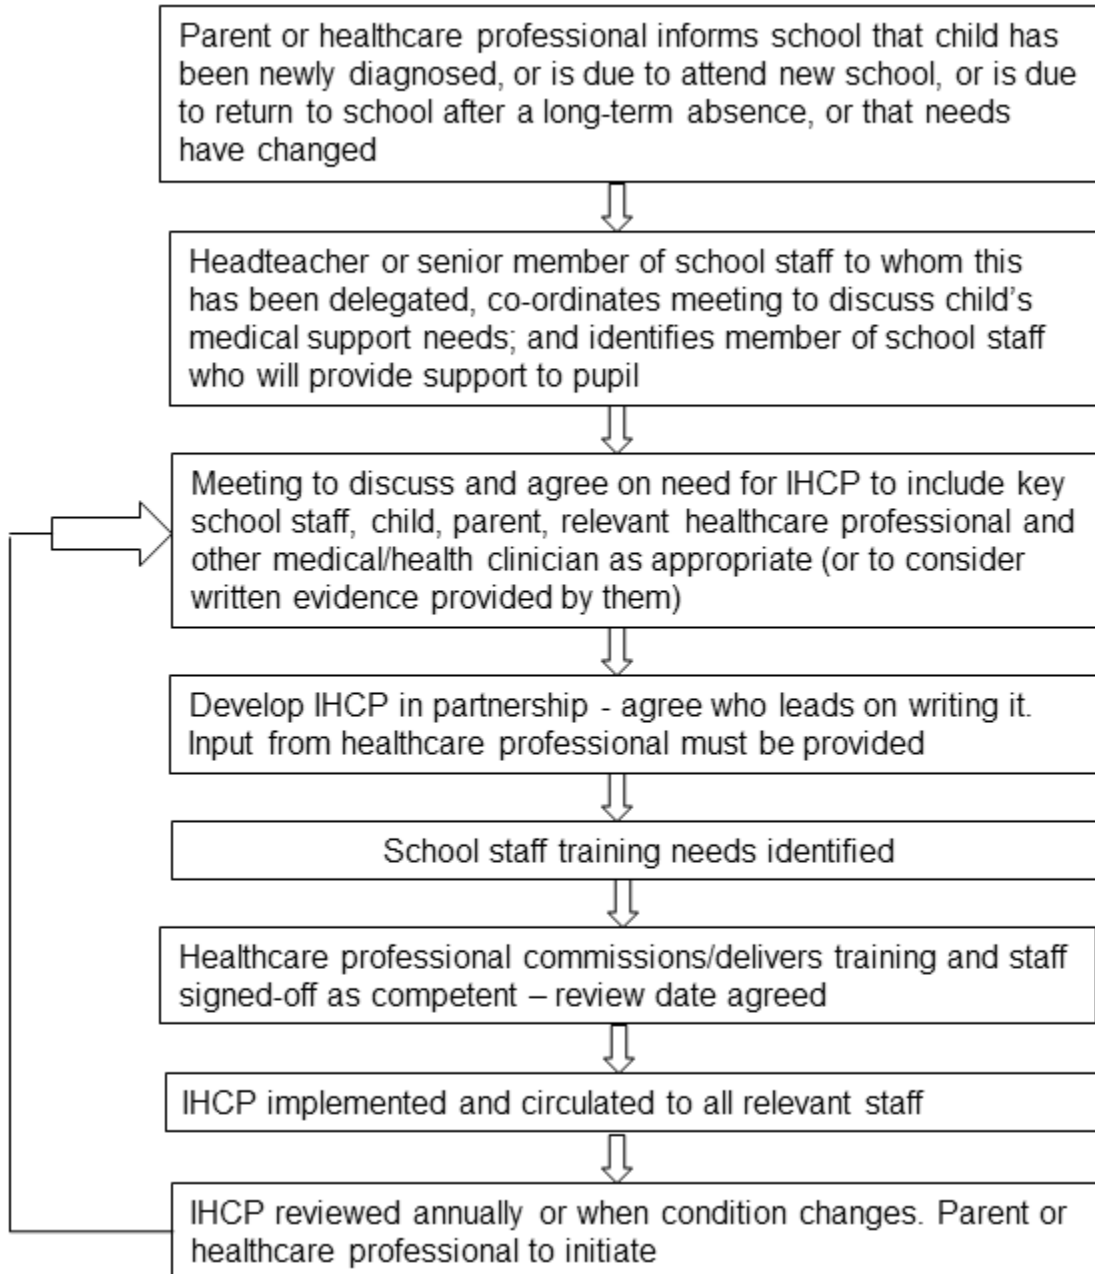 Parent or healthcare professional informs school that child has
been newly diagnosed, or is due to attend new school, or is due
to return to school after a long-term absence, or that needs
have changed
Headteacher or senior member of school staff to whom this
has been delegated, co-ordinates meeting to discuss child's
medical support needs; and identifies member of school staff
who will provide support to pupil
Meeting to discuss and agree on need for IHCP to include key
school staff, child, parent, relevant healthcare professional and
other medical/health clinician as appropriate (or to consider
written evidence provided by them)
Develop IHCP in partnership - agree who leads on writing it.
Input from healthcare professional must be provided
School staff training needs identified
Healthcare professional commissions/delivers training and staff
signed-off as competent – review date agreed
IHCP implemented and circulated to all relevant staff
IHCP reviewed annually or when condition changes. Parent or
healthcare professional to initiate